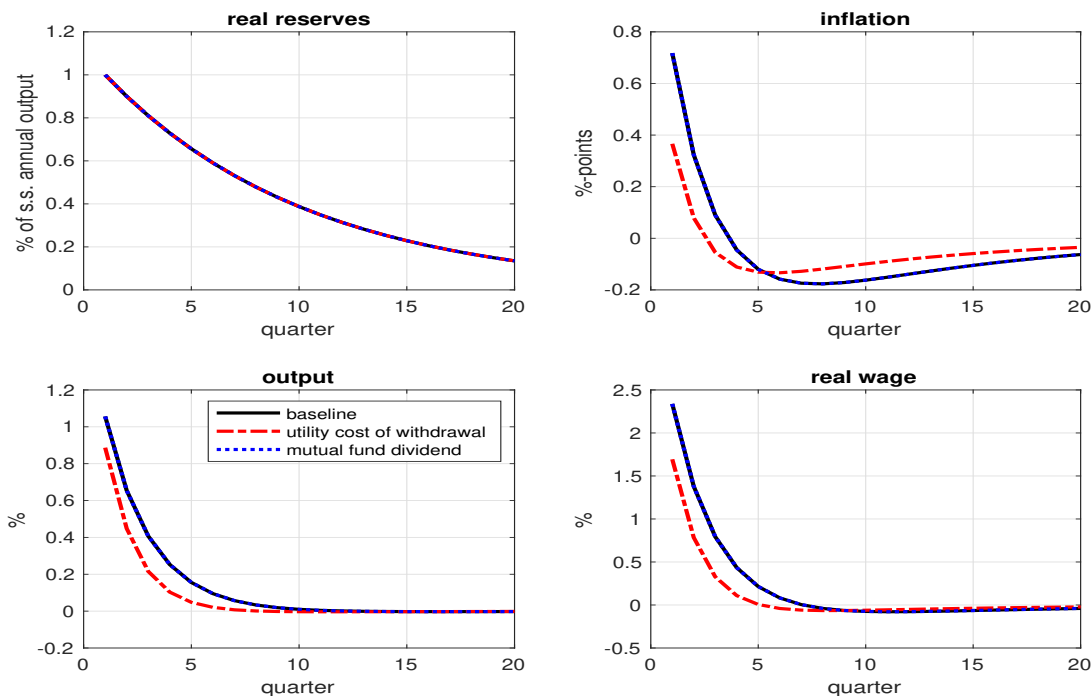 real reserves
% of s.s. annual output
1.2
1
0.8
0.6
0.4
0.2
0
0 5 10 15 20
quarter
inflation
%-points
0.8
0.6
0.4
0.2
0
-0.2
0 5 10 15 20
quarter
output
%
1.2
1
0.8
0.6
0.4
0.2
0
-0.2
baseline
utility cost of withdrawal
mutual fund dividend
0 5 10 15 20
quarter
real wage
%
2.5
2
1.5
1
0.5
0
-0.5
0 5 10 15 20
quarter